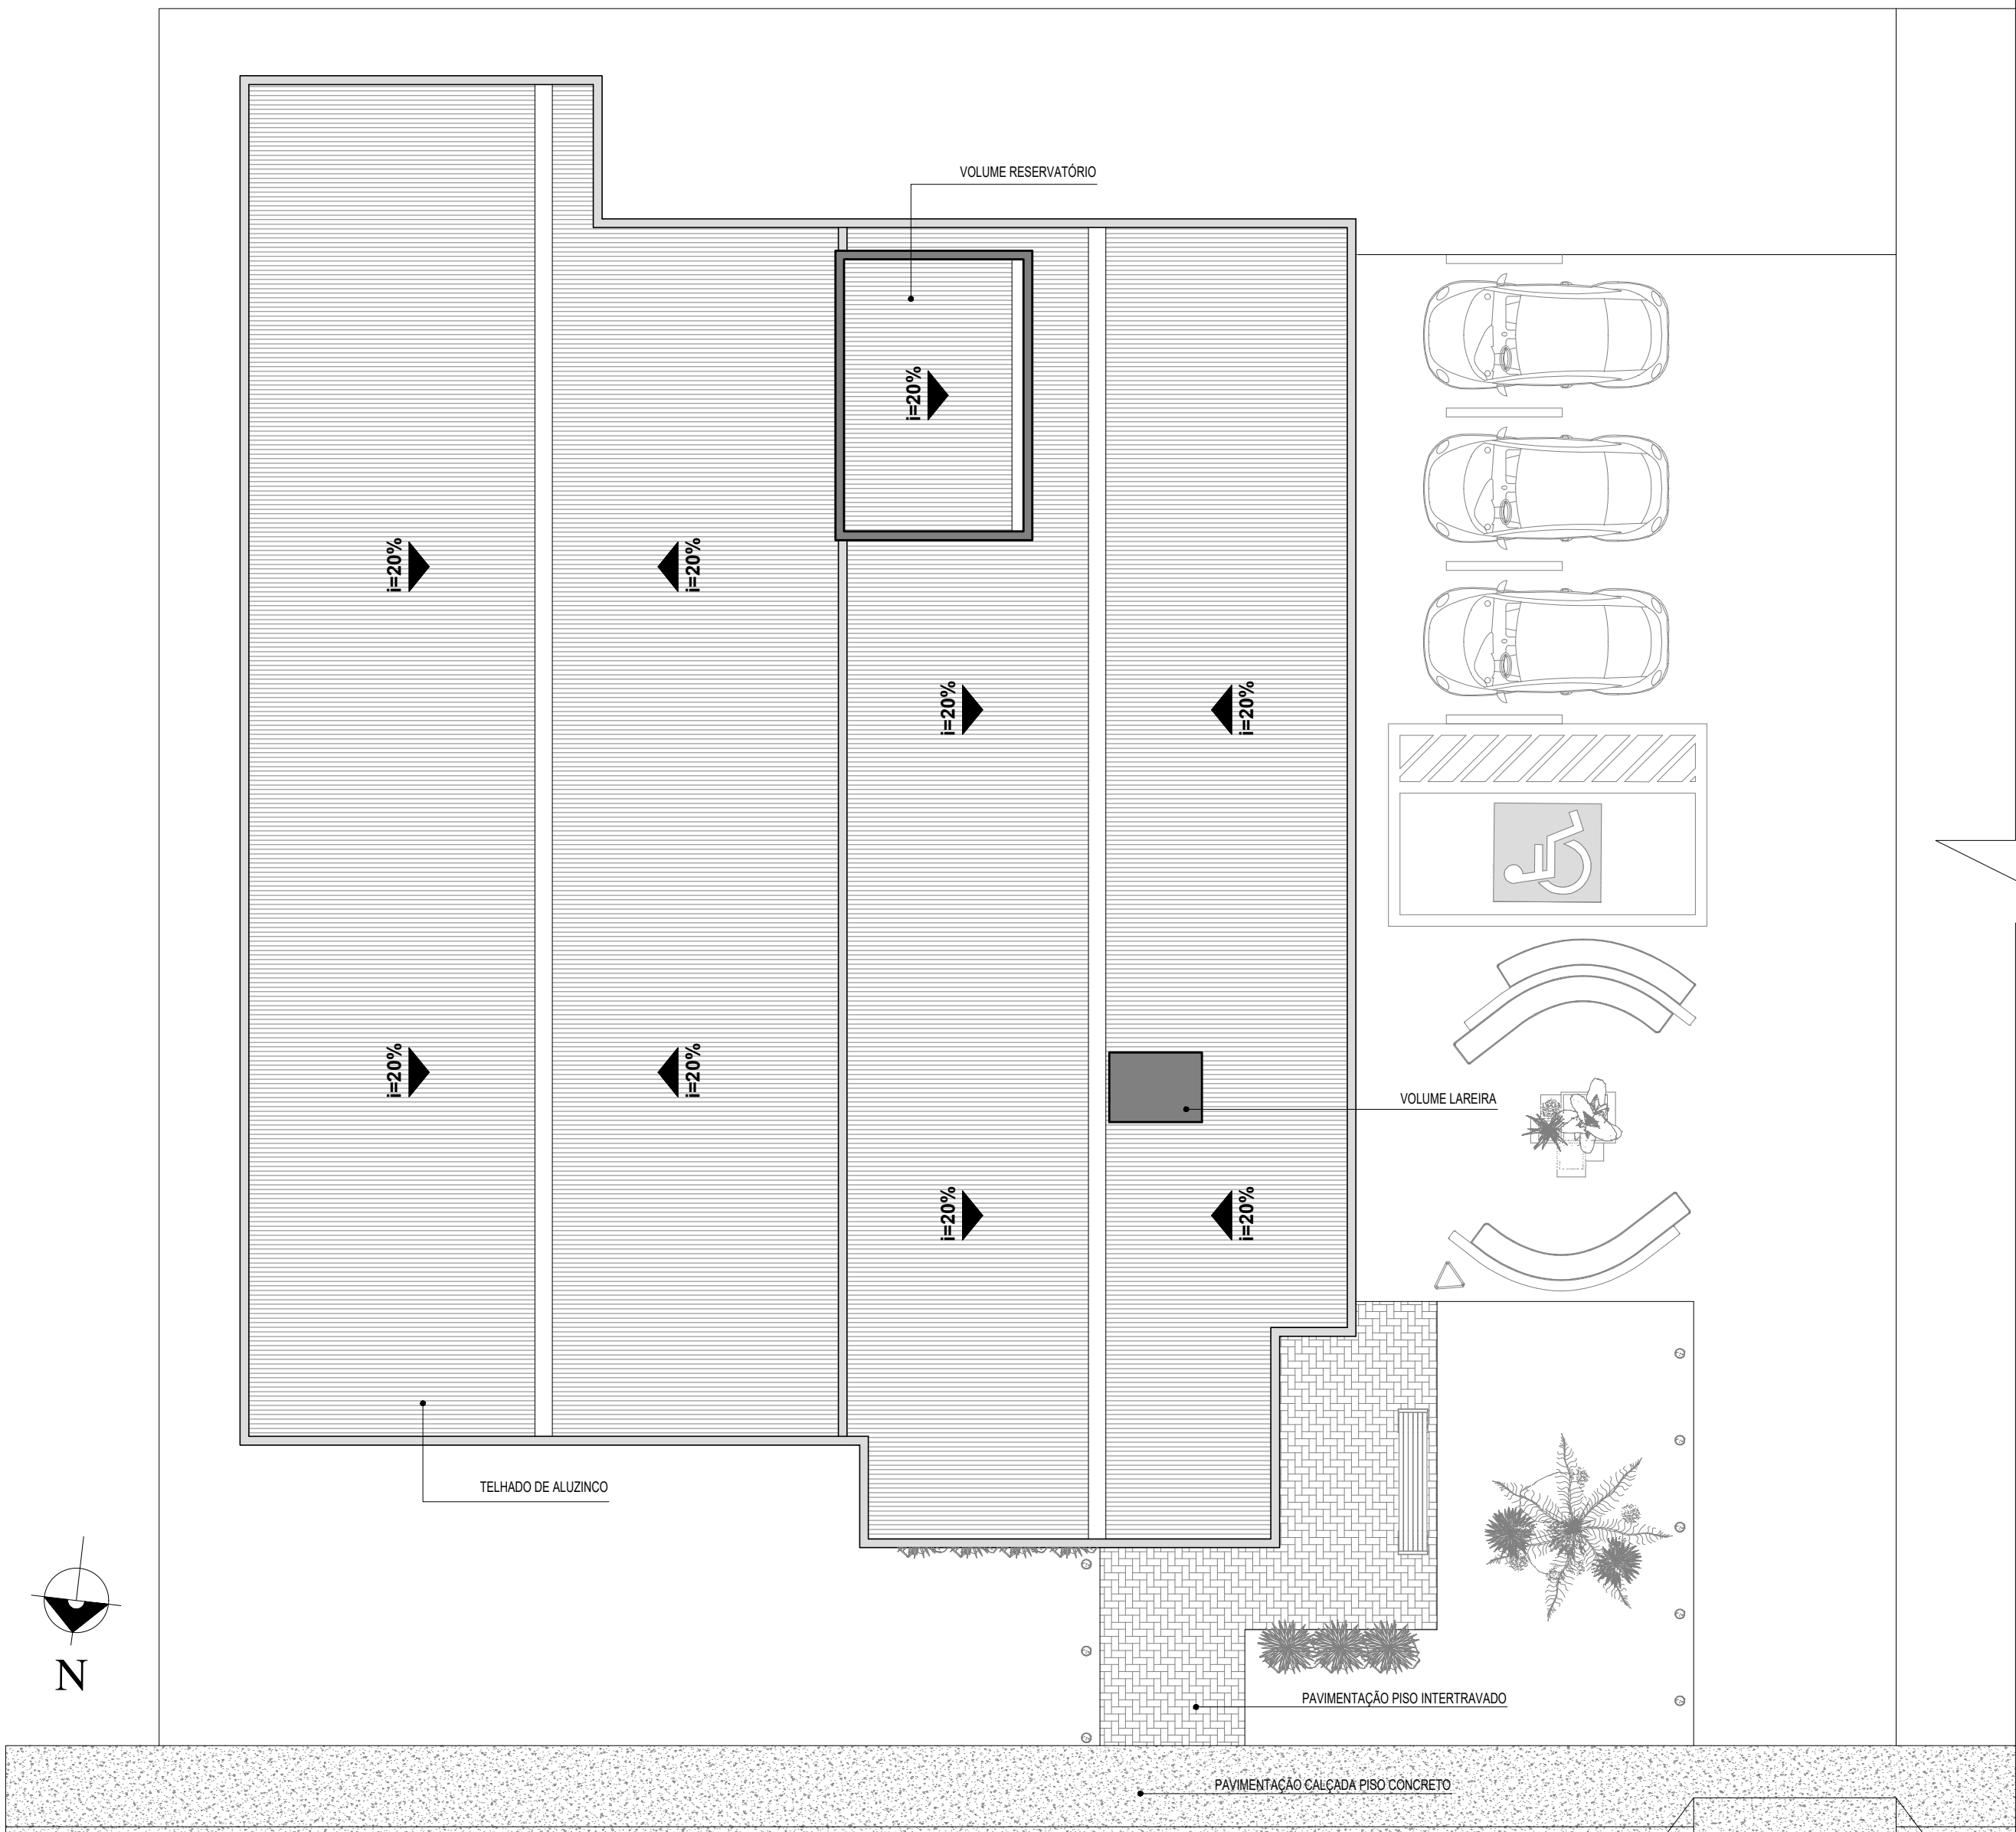 VOLUME RESERVATÓRIO
i=20%
i=20%
i=20%
i=20%
i=20%
i=20%
i=20%
VOLUME LAREIRA
i=20%
i=20%
TELHADO DE ALUZINCO
N
PAVIMENTAÇÃO PISO INTERTRAVADO
PAVIMENTAÇÃO CALÇADA PISO CONCRETO